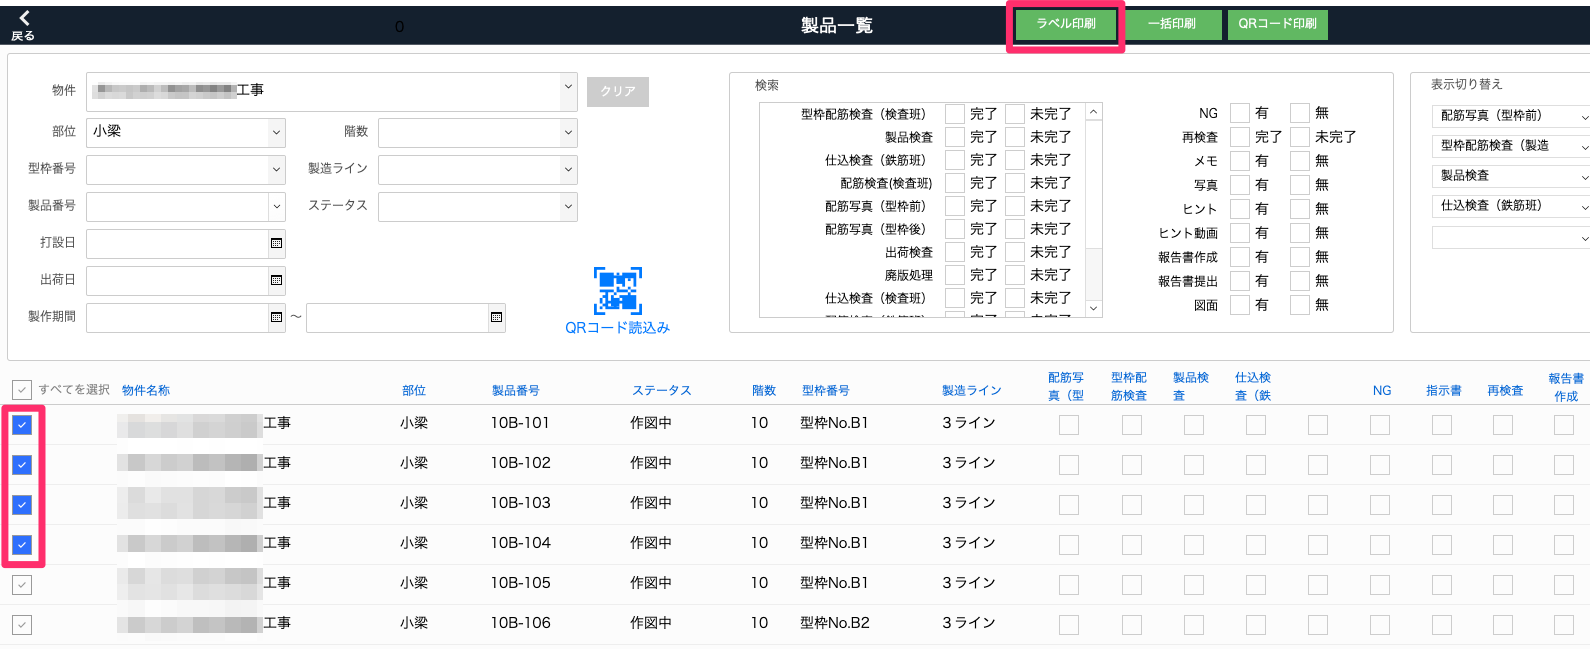 戻る
0
製品一覧
ラベル印刷
一括印刷
QRコード印刷
物件
工事
クリア
部位
小梁
階数
型枠番号
製造ライン
製品番号
ステータス
打設日
出荷日
製作期間
～
QRコード読込み
検索
型枠配筋検査（検査班） 完了 未完了
製品検査 完了 未完了
仕込検査（鉄筋班） 完了 未完了
配筋検査(検査班) 完了 未完了
配筋写真（型枠前） 完了 未完了
配筋写真（型枠後） 完了 未完了
出荷検査 完了 未完了
廃版処理 完了 未完了
仕込検査（検査班） 完了 未完了
NG 有 無
再検査 完了 未完了
メモ 有 無
写真 有 無
ヒント 有 無
ヒント動画 有 無
報告書作成 有 無
報告書提出 有 無
図面 有 無
表示切り替え
配筋写真（型枠前）
型枠配筋検査（製造
製品検査
仕込検査（鉄筋班）
すべてを選択 物件名称 部位 製品番号 ステータス 階数 型枠番号 製造ライン 配筋写真（型 型枠配筋検査 製品検査 仕込検査（鉄 NG 指示書 再検査 報告書作成
工事 小梁 10B-101 作図中 10 型枠No.B1 3ライン
工事 小梁 10B-102 作図中 10 型枠No.B1 3ライン
工事 小梁 10B-103 作図中 10 型枠No.B1 3ライン
工事 小梁 10B-104 作図中 10 型枠No.B1 3ライン
工事 小梁 10B-105 作図中 10 型枠No.B1 3ライン
工事 小梁 10B-106 作図中 10 型枠No.B2 3ライン